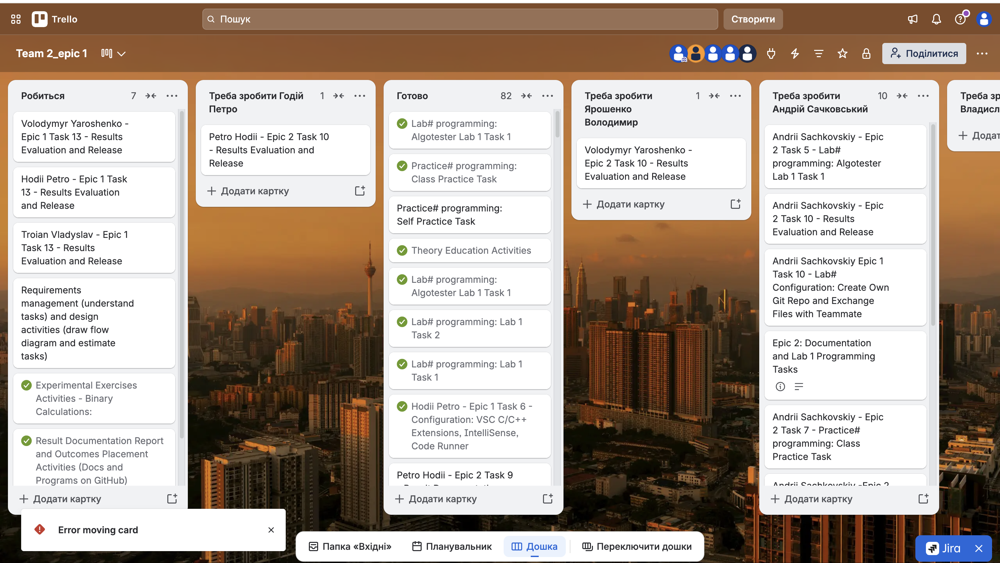 Trello
Пошук
Створити
Team 2_epic 1
Поділитися
Робиться
7
Volodymyr Yaroshenko -
Epic 1 Task 13 - Results
Evaluation and Release
Hodii Petro - Epic 1 Task
13 - Results Evaluation
and Release
Troian Vladyslav - Epic 1
Task 13 - Results
Evaluation and Release
Requirements
management (understand
tasks) and design
activities (draw flow
diagram and estimate
tasks)
Experimental Exercises
Activities - Binary
Calculations:
Result Documentation Report
and Outcomes Placement
Activities (Docs and
Programs on GitHub)
Додати картку
Треба зробити Годій
Петро
1
Petro Hodii - Epic 2 Task 10
- Results Evaluation and
Release
Додати картку
Готово
82
Lab# programming:
Algotester Lab 1 Task 1
Practice# programming:
Class Practice Task
Practice# programming:
Self Practice Task
Theory Education Activities
Lab# programming:
Algotester Lab 1 Task 1
Lab# programming: Lab 1
Task 2
Lab# programming: Lab 1
Task 1
Hodii Petro - Epic 1 Task 6 -
Configuration: VSC C/C++
Extensions, IntelliSense,
Code Runner
Petro Hodii - Epic 2 Task 9
Додати картку
Треба зробити
Ярошенко
Володимир
1
Volodymyr Yaroshenko -
Epic 2 Task 10 - Results
Evaluation and Release
Додати картку
Треба зробити
Андрій Сачковський
10
Andrii Sachkovskiy - Epic
2 Task 5 - Lab#
programming: Algotester
Lab 1 Task 1
Andrii Sachkovskiy - Epic
2 Task 10 - Results
Evaluation and Release
Andrii Sachkovskiy Epic 1
Task 10 - Lab#
Configuration: Create Own
Git Repo and Exchange
Files with Teammate
Epic 2: Documentation
and Lab 1 Programming
Tasks
Andrii Sachkovskiy - Epic
2 Task 7 - Practice#
programming: Class
Practice Task
Andrii Sachkovskiy -Epic 2
Додати картку
Треба
Error moving card
Папка «Вхідні»
Планувальник
Дошка
Переключити дошки
Jira